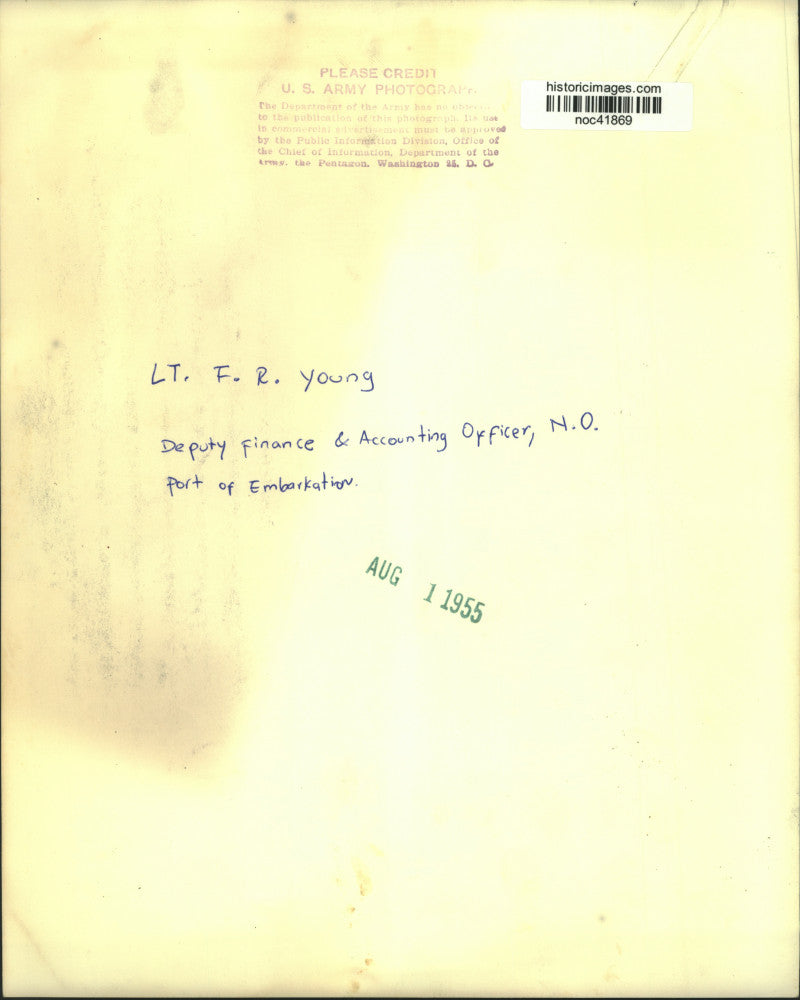 PLEASE CREDIT
U. S. ARMY PHOTOGRAPH
The Department of the Army has no
to the publication of this photograph. Its use
in commercial advertisement must be approved
by the Public Information Division, Office of
the Chief of Information, Department of the
Army, the Pentagon, Washington 25, D. C.
historicimages.com
noc41869
LT. F. R. Young
Deputy Finance & Accounting Officer, N.O.
Port of Embarkation.
AUG 1 1955